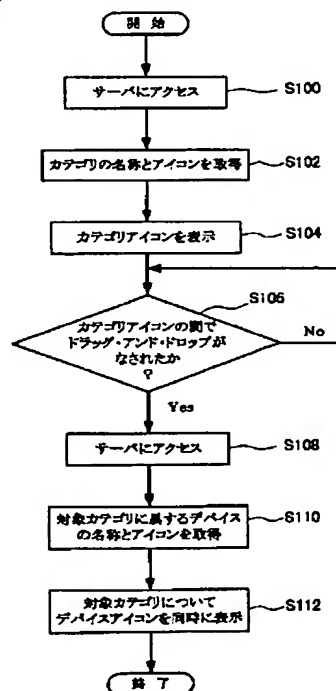 開 始
サーバにアクセス
S100
カテゴリの名称とアイコンを取得
S102
カテゴリアイコンを表示
S104
S106
カテゴリアイコンの間で
ドラッグ・アンド・ドロップが
なされたか
?
No
Yes
サーバにアクセス
S108
対象カテゴリに属するデバイス
の名称とアイコンを取得
S110
対象カテゴリについて
デバイスアイコンを同時に表示
S112
終 了